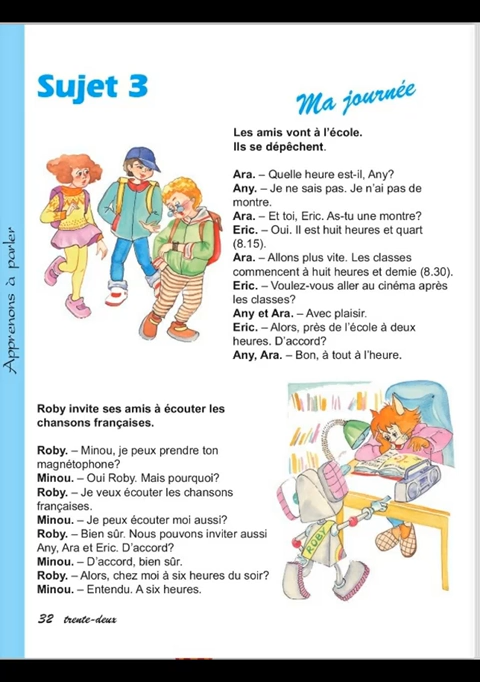 Sujet 3
Ma journée
Les amis vont à l'école.
Ils se dépêchent.
Ara. – Quelle heure est-il, Any?
Any. – Je ne sais pas. Je n'ai pas de
montre.
Ara. – Et toi, Eric. As-tu une montre?
Eric. – Oui. Il est huit heures et quart
(8.15).
Ara. – Allons plus vite. Les classes
commencent à huit heures et demie (8.30).
Eric. – Voulez-vous aller au cinéma après
les classes?
Any et Ara. – Avec plaisir.
Eric. – Alors, près de l'école à deux
heures. D'accord?
Any, Ara. – Bon, à tout à l'heure.
Apprenons à parler
Roby invite ses amis à écouter les
chansons françaises.
Roby. – Minou, je peux prendre ton
magnétophone?
Minou. – Oui Roby. Mais pourquoi?
Roby. – Je veux écouter les chansons
françaises.
Minou. – Je peux écouter moi aussi?
Roby. – Bien sûr. Nous pouvons inviter aussi
Any, Ara et Eric. D'accord?
Minou. – D'accord, bien sûr.
Roby. – Alors, chez moi à six heures du soir?
Minou. – Entendu. A six heures.
ROBY
32 trente-deux